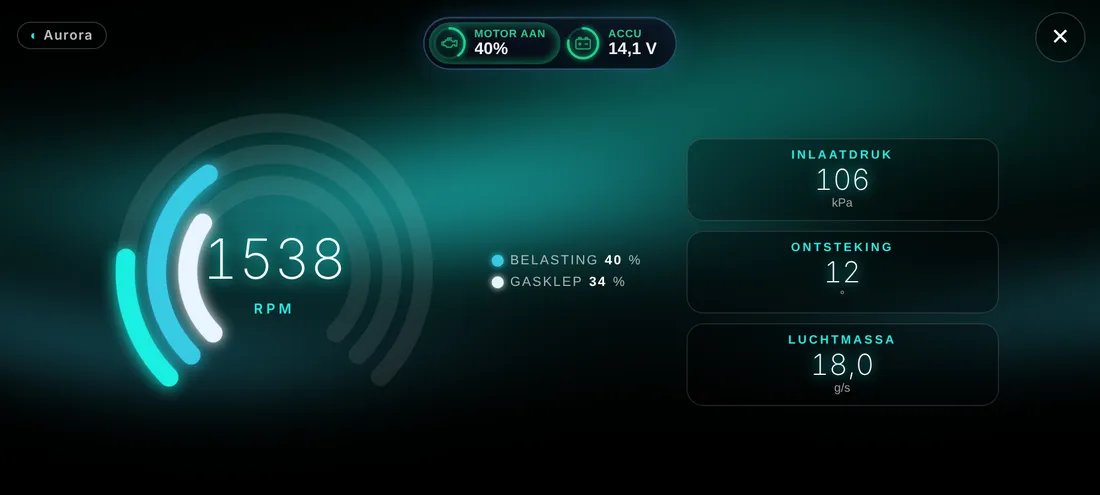 Aurora
MOTOR AAN
40%
ACCU
14,1 V
1538
RPM
BELASTING 40 %
GASKLEP 34 %
INLAATDRUK
106
kPa
ONTSTEKING
12
°
LUCHTMASSA
18,0
g/s